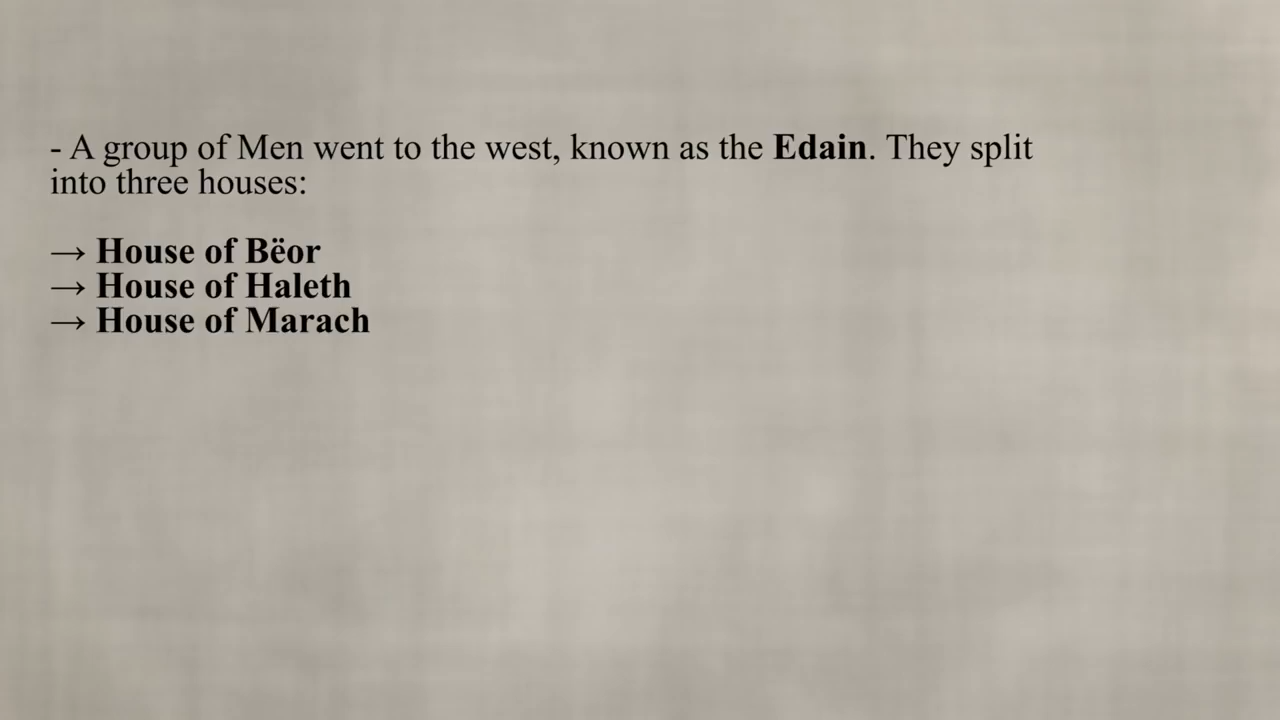 - A group of Men went to the west, known as the Edain. They split
into three houses:
→ House of Bëor
→ House of Haleth
→ House of Marach